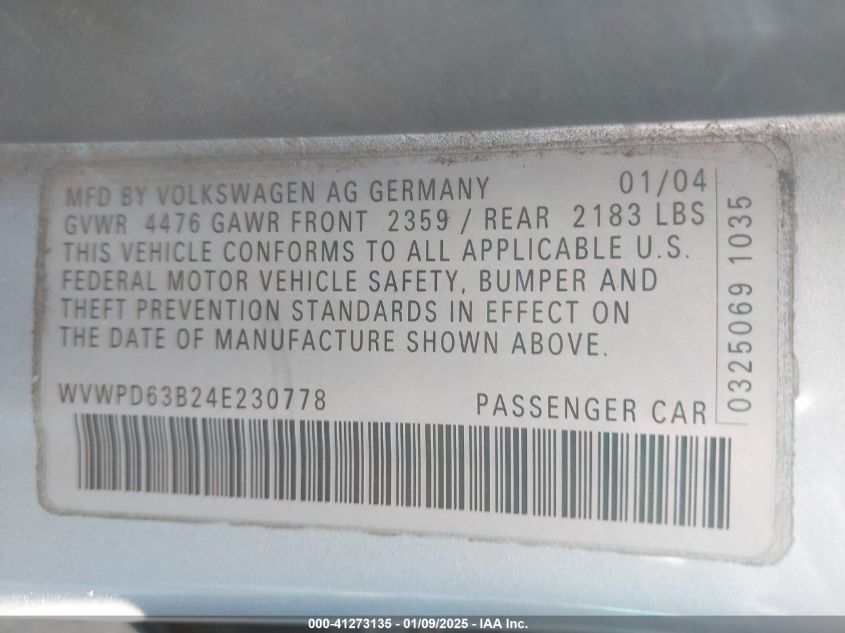 MFD BY VOLKSWAGEN AG GERMANY 01/04
GVWR 4476 GAWR FRONT 2359 / REAR 2183 LBS
THIS VEHICLE CONFORMS TO ALL APPLICABLE U.S.
FEDERAL MOTOR VEHICLE SAFETY, BUMPER AND
THEFT PREVENTION STANDARDS IN EFFECT ON
THE DATE OF MANUFACTURE SHOWN ABOVE.
WVWPD63B24E230778 PASSENGER CAR
0325069 1035
000-41273135 - 01/09/2025 - IAA Inc.